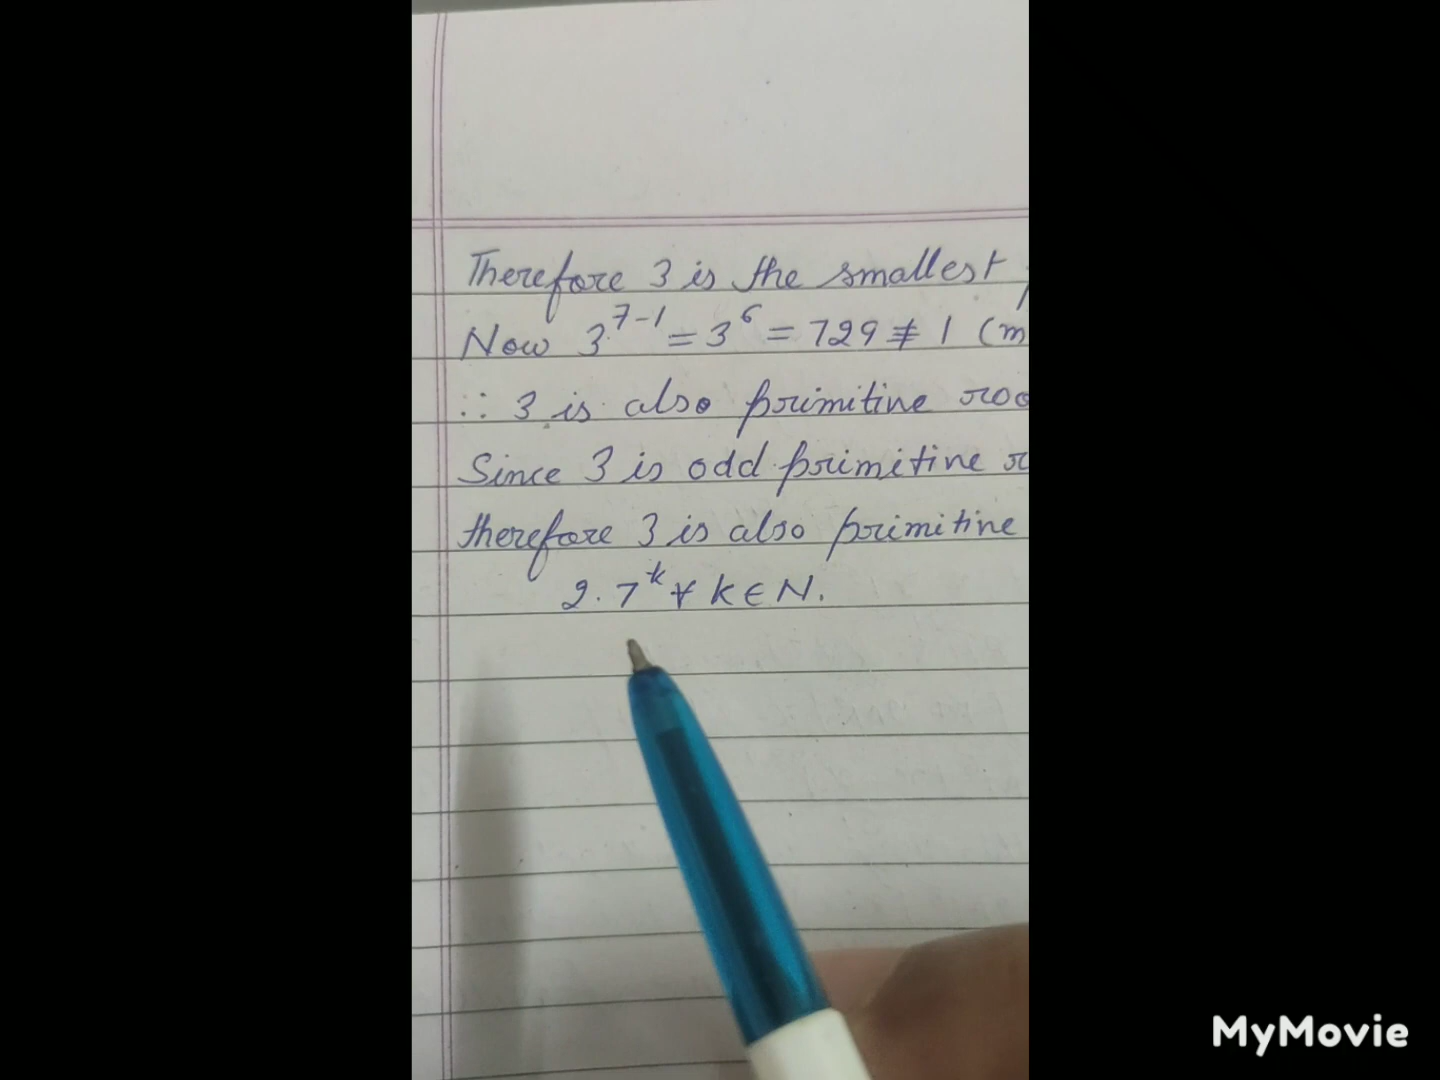 Therefore 3 is the smallest
Now 3^{7-1} = 3^6 = 729 ≢ 1 (m
∴ 3 is also primitive roo
Since 3 is odd primitive r
therefore 3 is also primitive
2.7^k ∀ k ∈ N.
MyMovie